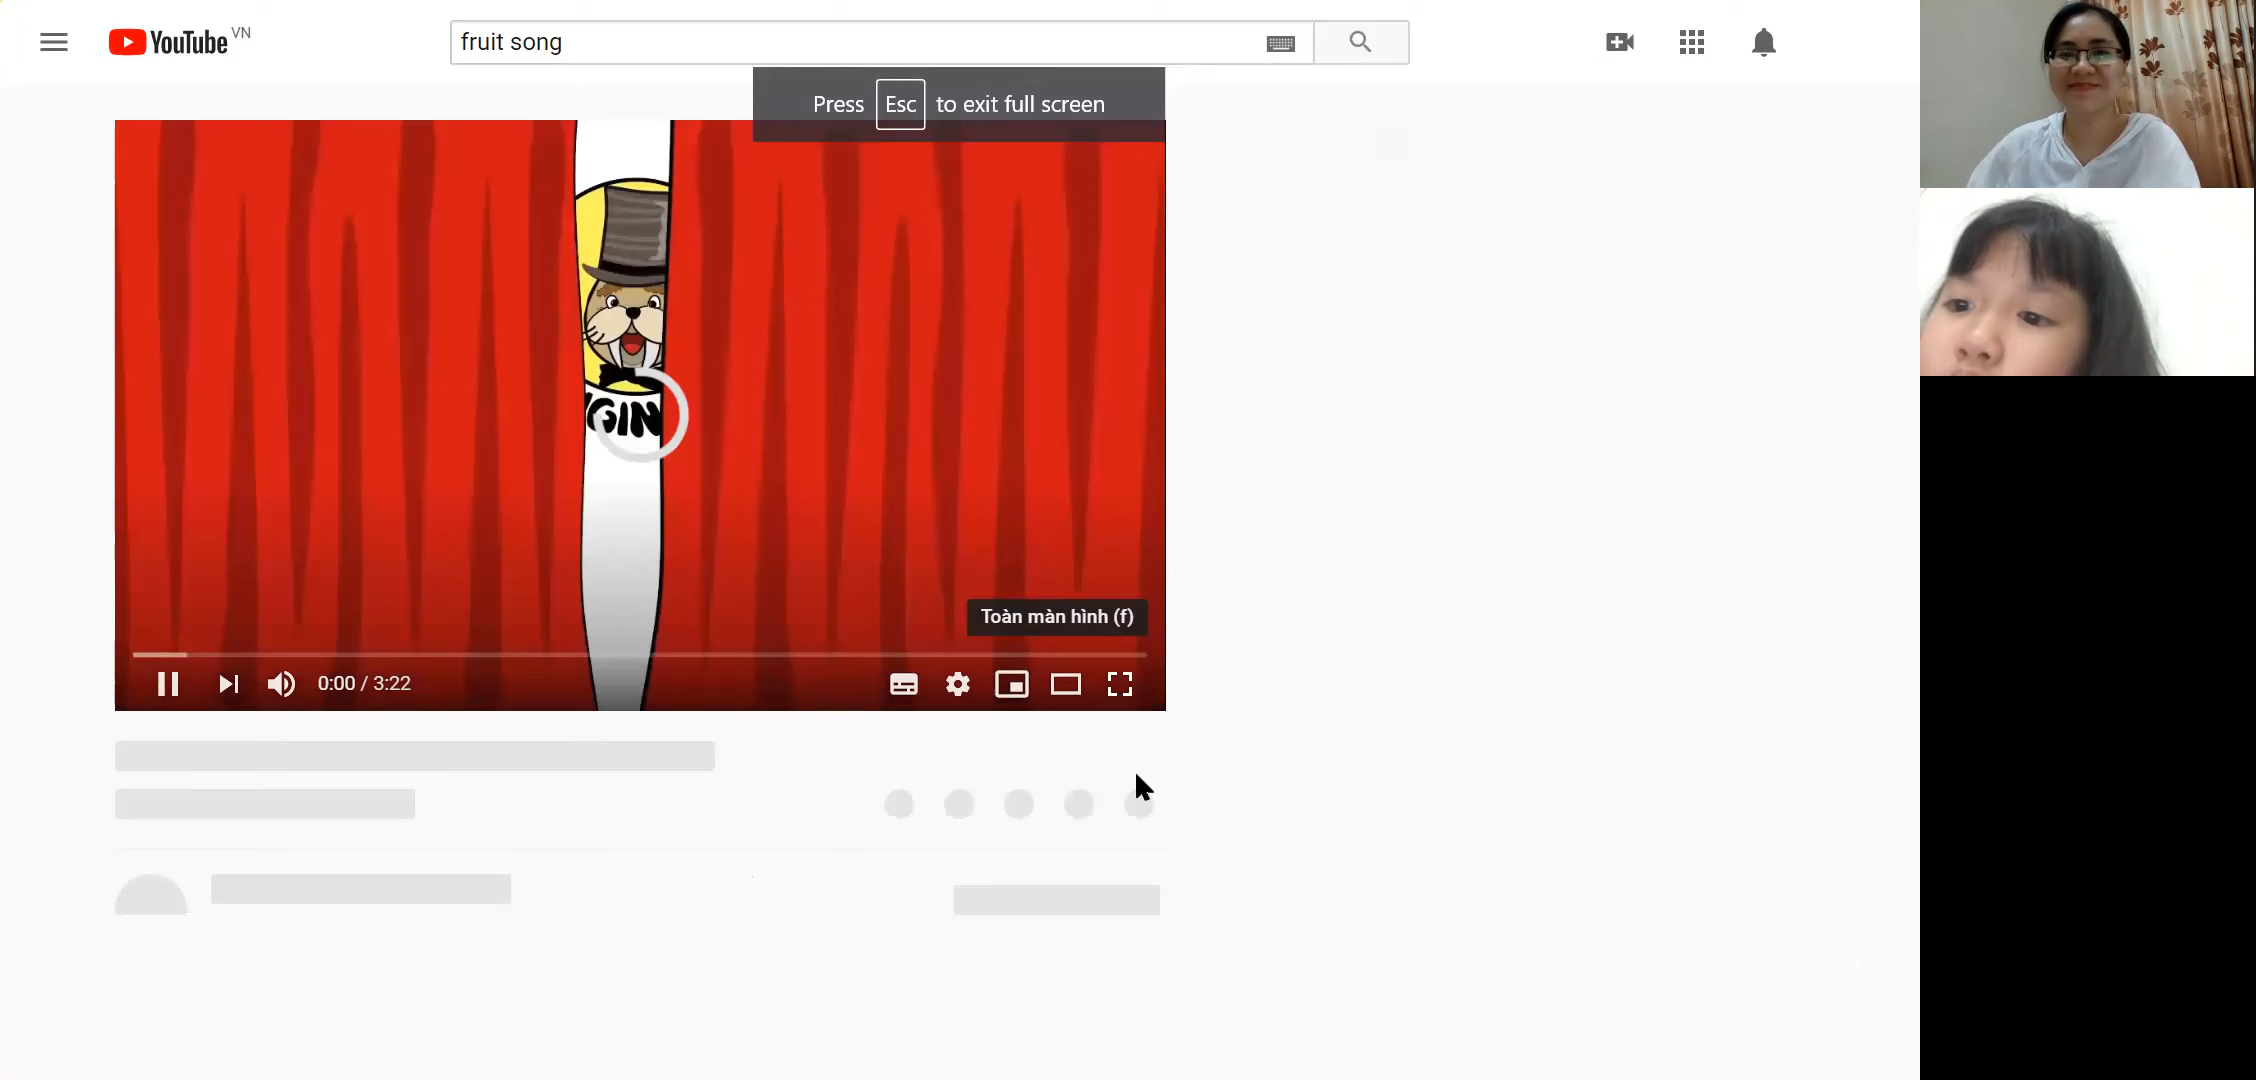 YouTube VN
fruit song
Press Esc to exit full screen
GIN
Toàn màn hình (f)
0:00 / 3:22